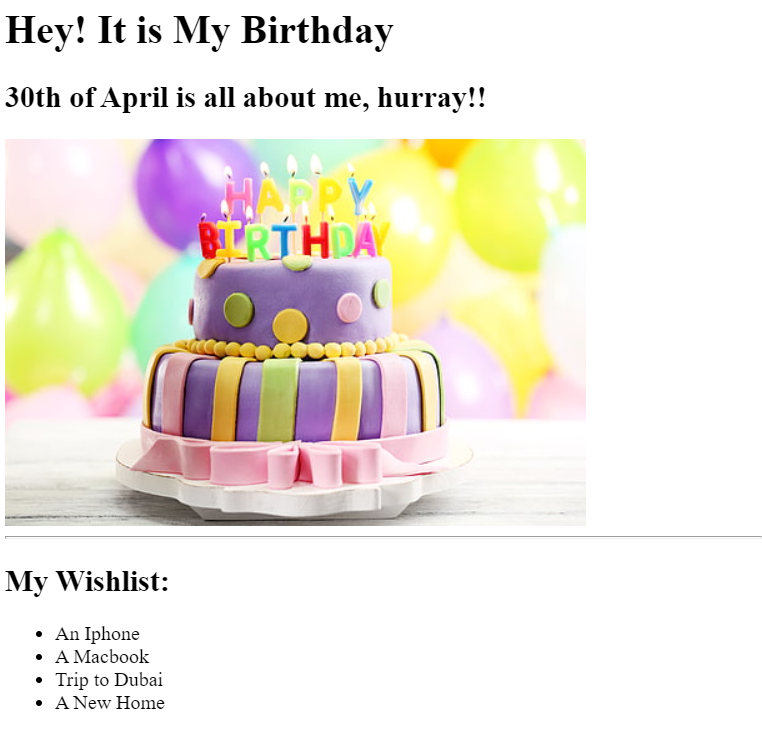 Hey! It is My Birthday
30th of April is all about me, hurray!!
HAPPY
BIRTHDAY
My Wishlist:
An Iphone
A Macbook
Trip to Dubai
A New Home